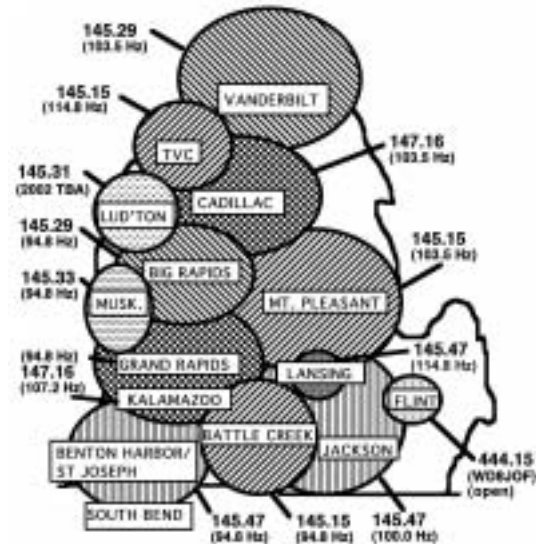 145.29
(103.5 Hz)
VANDERBILT
145.15
(114.8 Hz)
TVC
147.16
(103.5 Hz)
145.31
(2002 TBA)
CADILLAC
LUD'TON
145.29
(94.8 Hz)
BIG RAPIDS
145.15
(103.5 Hz)
145.33
(94.8 Hz)
MUSK.
MT. PLEASANT
(94.8 Hz)
147.16
(107.2 Hz)
GRAND RAPIDS
LANSING
145.47
(114.8 Hz)
KALAMAZOO
FLINT
BENTON HARBOR/
ST JOSEPH
BATTLE CREEK
JACKSON
444.15
(WO8JOF)
(open)
SOUTH BEND
145.47
(94.8 Hz)
145.15
(94.8 Hz)
145.47
(100.0 Hz)